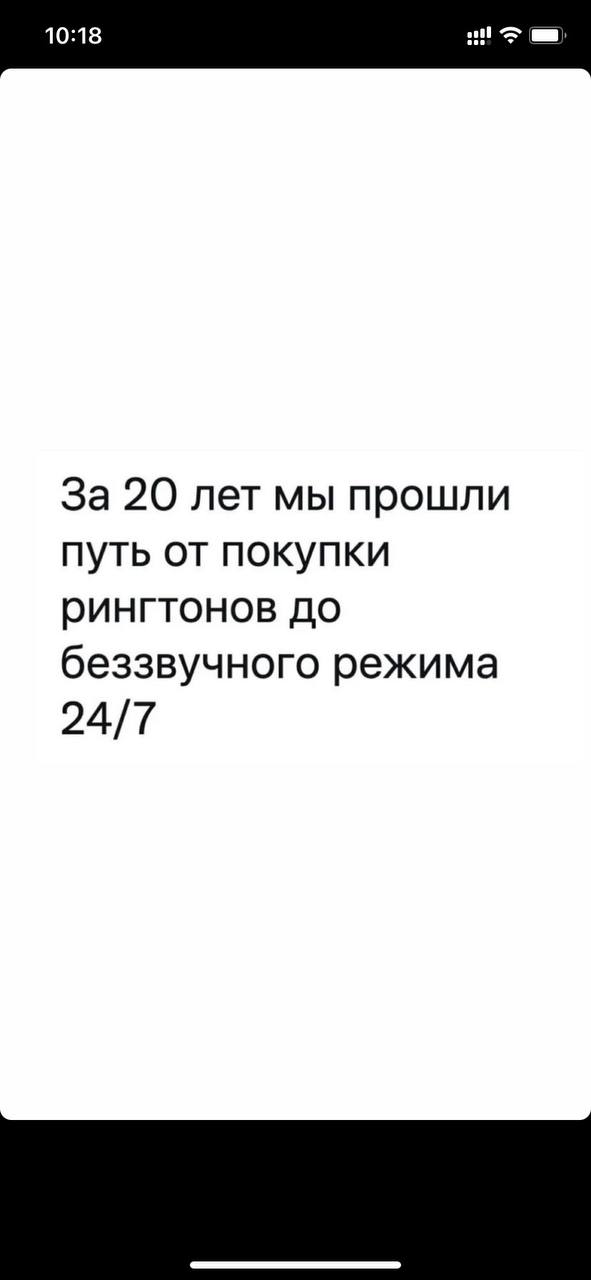 10:18
За 20 лет мы прошли
путь от покупки
рингтонов до
беззвучного режима
24/7